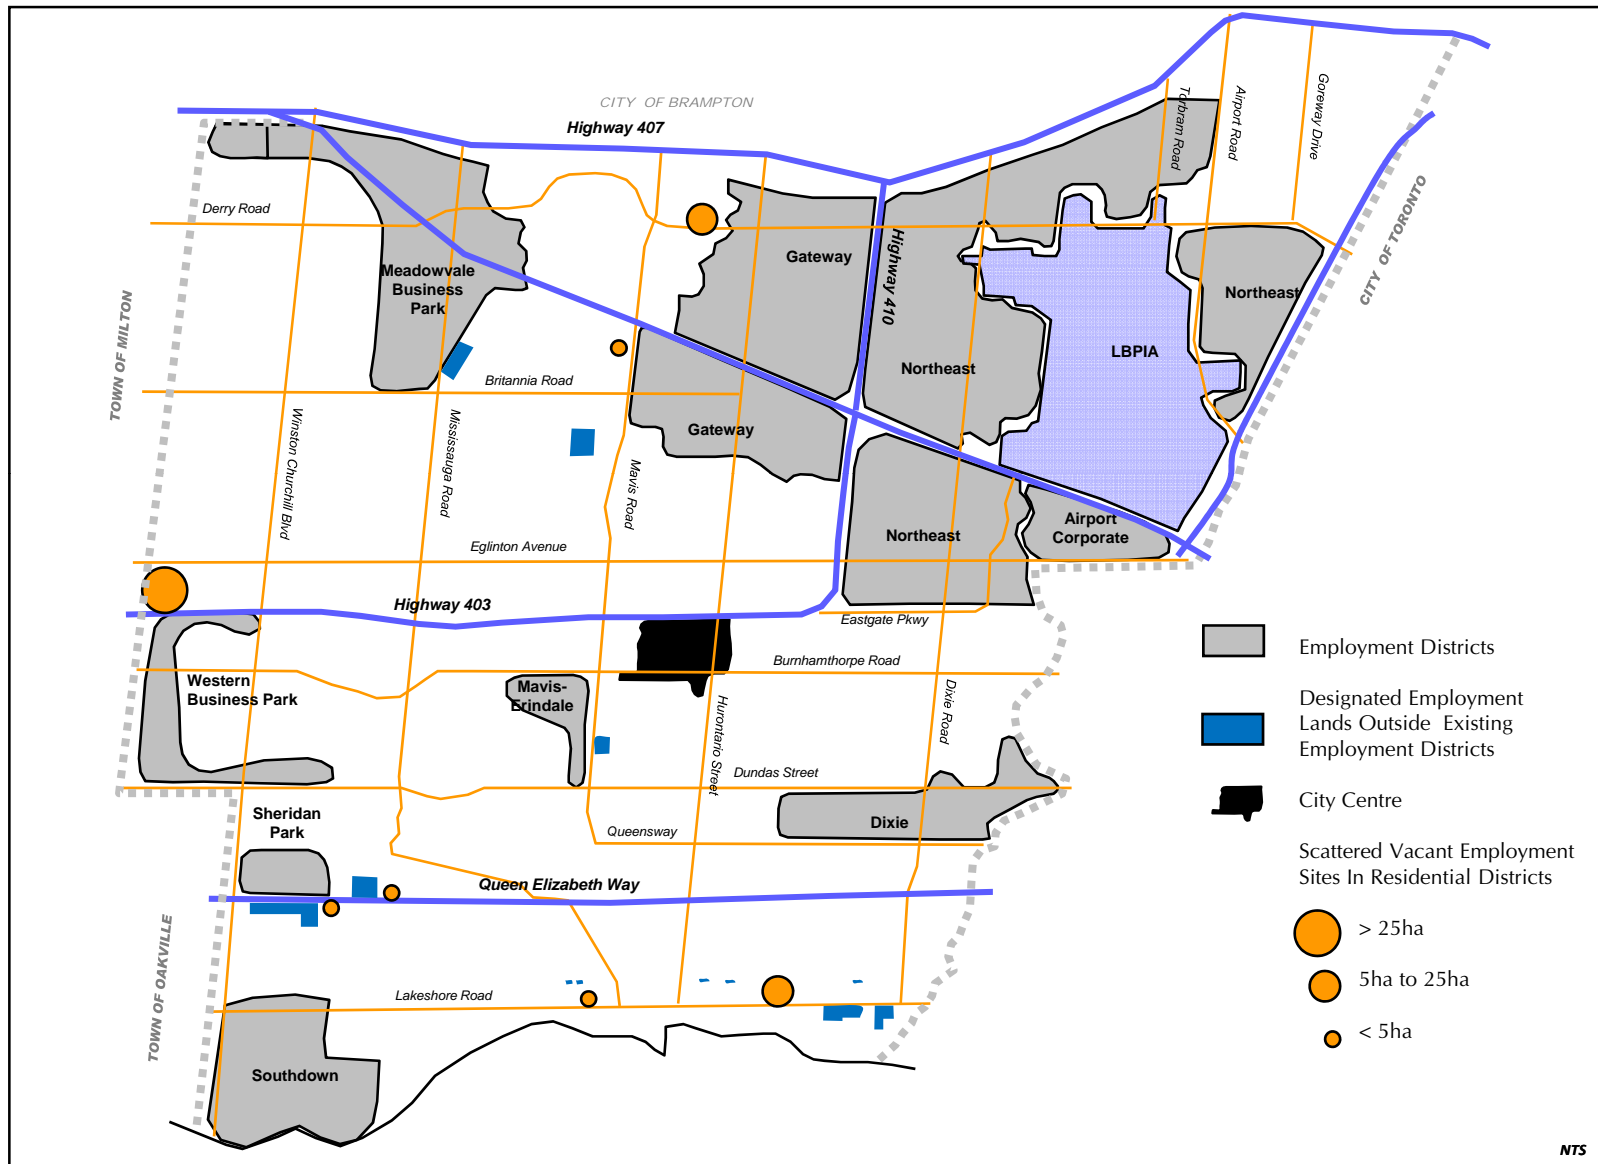 CITY OF BRAMPTON
Highway 407
Torbram Road
Airport Road
Goreway Drive
Derry Road
CITY OF TORONTO
Highway 410
Gateway
Meadowvale
Business
Park
Northeast
TOWN OF MILTON
LBPIA
Northeast
Britannia Road
Winston Churchill Blvd
Mississauga Road
Gateway
Mavis Road
Airport
Corporate
Northeast
Eglinton Avenue
Highway 403
Eastgate Pkwy
Burnhamthorpe Road
Western
Business Park
Mavis-
Erindale
Hurontario Street
Dixie Road
Dundas Street
Sheridan
Park
Queensway
Dixie
Queen Elizabeth Way
TOWN OF OAKVILLE
Lakeshore Road
Southdown
Employment Districts
Designated Employment
Lands Outside Existing
Employment Districts
City Centre
Scattered Vacant Employment
Sites In Residential Districts
> 25ha
5ha to 25ha
< 5ha
NTS